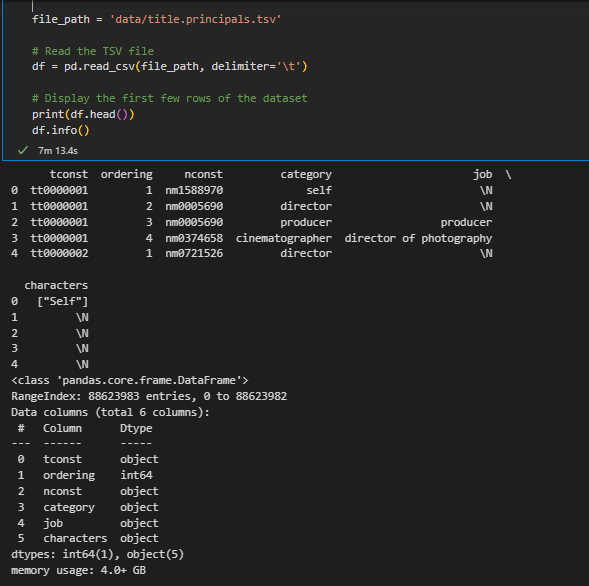 file_path = 'data/title.principals.tsv'
# Read the TSV file
df = pd.read_csv(file_path, delimiter='\t')
# Display the first few rows of the dataset
print(df.head())
df.info()
7m 13.4s
tconst ordering nconst category job \
0 tt0000001 1 nm1588970 self \N
1 tt0000001 2 nm0005690 director \N
2 tt0000001 3 nm0005690 producer producer
3 tt0000001 4 nm0374658 cinematographer director of photography
4 tt0000002 1 nm0721526 director \N
characters
0 ["Self"]
1 \N
2 \N
3 \N
4 \N
<class 'pandas.core.frame.DataFrame'>
RangeIndex: 88623983 entries, 0 to 88623982
Data columns (total 6 columns):
# Column Dtype
--- ------ -----
0 tconst object
1 ordering int64
2 nconst object
3 category object
4 job object
5 characters object
dtypes: int64(1), object(5)
memory usage: 4.0+ GB